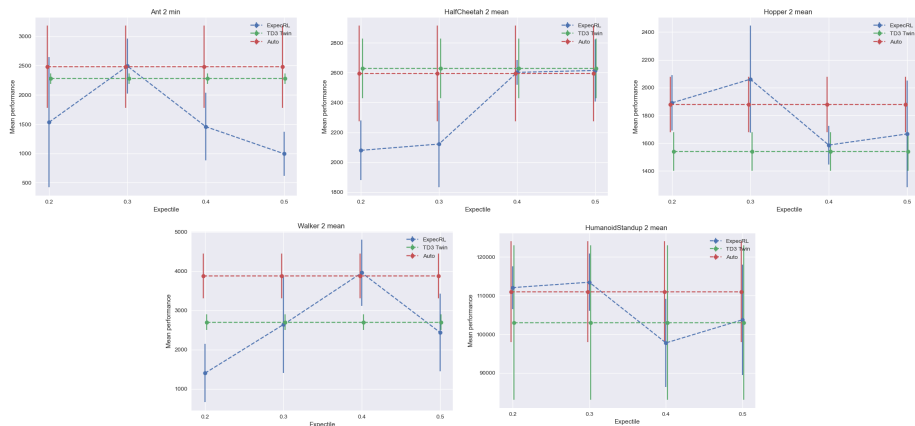 Ant 2 min
ExpecRL
TD3 Twin
Auto
Mean performance
3000
2500
2000
1500
1000
500
0.2
0.3
0.4
0.5
Expectile
HalfCheetah 2 mean
ExpecRL
TD3 Twin
Auto
Mean performance
2800
2600
2400
2200
2000
1800
0.2
0.3
0.4
0.5
Expectile
Hopper 2 mean
ExpecRL
TD3 Twin
Auto
Mean performance
2400
2200
2000
1800
1600
1400
0.2
0.3
0.4
0.5
Expectile
Walker 2 mean
ExpecRL
TD3 Twin
Auto
Mean performance
5000
4000
3000
2000
1000
0.2
0.3
0.4
0.5
Expectile
HumanoidStandup 2 mean
ExpecRL
TD3 Twin
Auto
Mean performance
120000
110000
100000
90000
0.2
0.3
0.4
0.5
Expectile